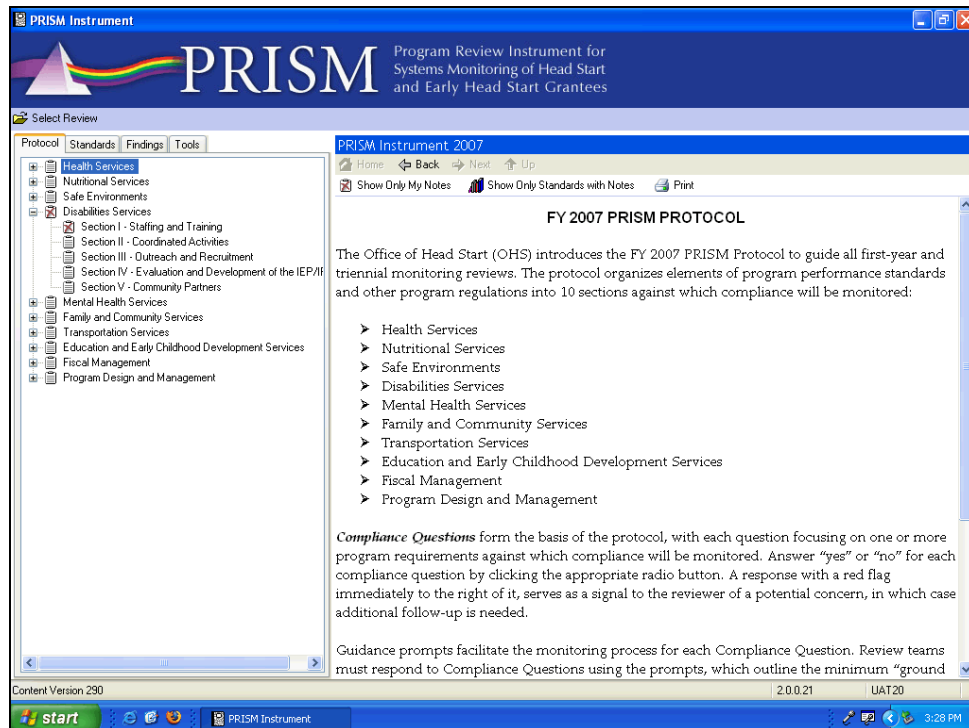 PRISM Instrument
PRISM
Program Review Instrument for
Systems Monitoring of Head Start
and Early Head Start Grantees
Select Review
Protocol Standards Findings Tools
Health Services
Nutritional Services
Safe Environments
Disabilities Services
Section I - Staffing and Training
Section II - Coordinated Activities
Section III - Outreach and Recruitment
Section IV - Evaluation and Development of the IEP/IF
Section V - Community Partners
Mental Health Services
Family and Community Services
Transportation Services
Education and Early Childhood Development Services
Fiscal Management
Program Design and Management
PRISM Instrument 2007
Home Back Next Up
Show Only My Notes Show Only Standards with Notes Print
FY 2007 PRISM PROTOCOL
The Office of Head Start (OHS) introduces the FY 2007 PRISM Protocol to guide all first-year and
triennial monitoring reviews. The protocol organizes elements of program performance standards
and other program regulations into 10 sections against which compliance will be monitored:
➢ Health Services
➢ Nutritional Services
➢ Safe Environments
➢ Disabilities Services
➢ Mental Health Services
➢ Family and Community Services
➢ Transportation Services
➢ Education and Early Childhood Development Services
➢ Fiscal Management
➢ Program Design and Management
Compliance Questions form the basis of the protocol, with each question focusing on one or more
program requirements against which compliance will be monitored. Answer “yes” or “no” for each
compliance question by clicking the appropriate radio button. A response with a red flag
immediately to the right of it, serves as a signal to the reviewer of a potential concern, in which case
additional follow-up is needed.
Guidance prompts facilitate the monitoring process for each Compliance Question. Review teams
must respond to Compliance Questions using the prompts, which outline the minimum “ground
Content Version 290 2.0.0.21 UAT20
start PRISM Instrument 3:28 PM